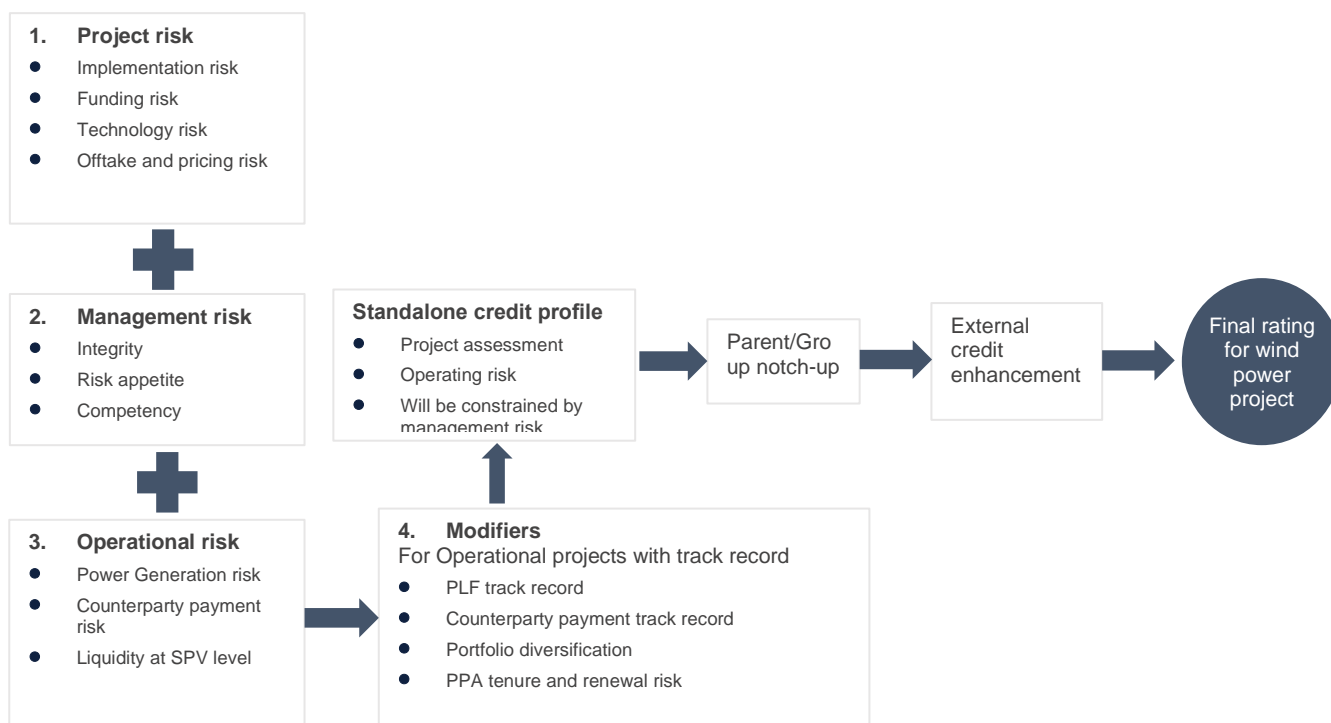 1. Project risk
Implementation risk
Funding risk
Technology risk
Offtake and pricing risk
2. Management risk
Integrity
Risk appetite
Competency
3. Operational risk
Power Generation risk
Counterparty payment
risk
Liquidity at SPV level
4. Modifiers
For Operational projects with track record
PLF track record
Counterparty payment track record
Portfolio diversification
PPA tenure and renewal risk
Standalone credit profile
Project assessment
Operating risk
Will be constrained by
management risk
Parent/Gro
up notch-up
External
credit
enhancement
Final rating
for wind
power
project